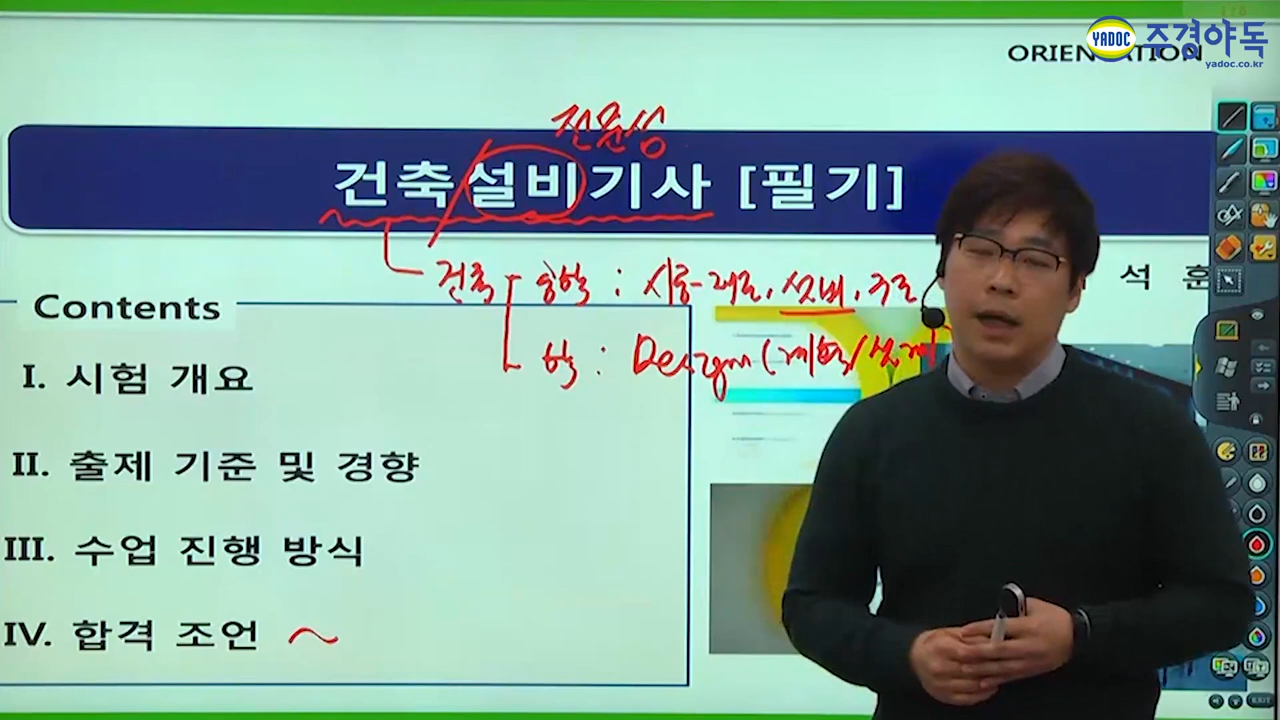 178
YADOC 주경야독
yadoc.co.kr
ORIENTATION
전문성
건축설비기사 [필기]
석 훈
건축 공학 : 시공-재료, 설비, 구조
학 : Design (계획/설계
Contents
I. 시험 개요
II. 출제 기준 및 경향
III. 수업 진행 방식
IV. 합격 조언 ~
EXIT